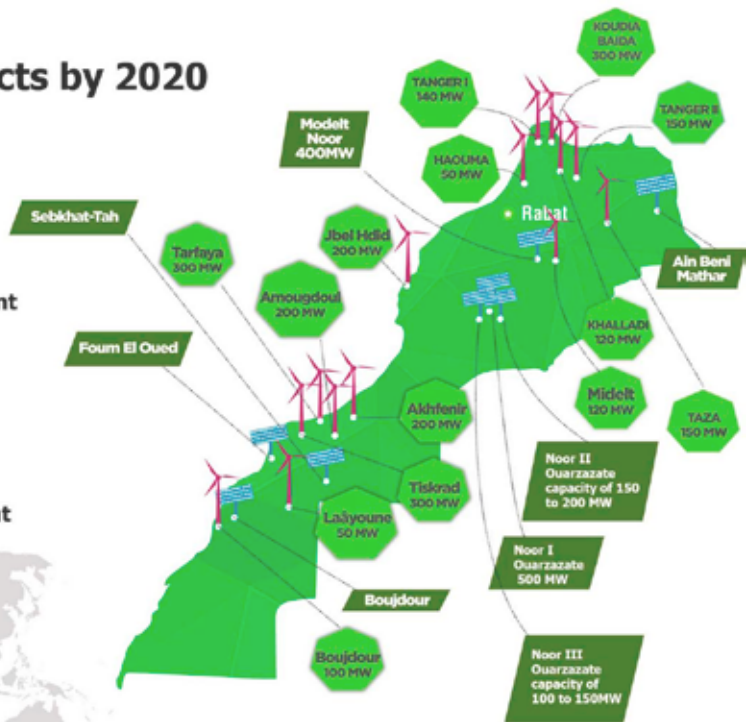 cts by 2020
KOUDIA
BAIDA
300 MW
TANGER I
140 MW
TANGER II
150 MW
Modelt
Noor
400MW
HAOUMA
50 MW
Sebkhat-Tah
Rabat
Jbel Hdid
200 MW
Tarfaya
300 MW
Ain Beni
Mathar
nt
Amougdoul
200 MW
KHALLADI
120 MW
Foum El Oued
Midelt
120 MW
Akhfenir
200 MW
TAZA
150 MW
Noor II
Ouarzazate
capacity of 150
to 200 MW
Tiskrad
300 MW
t
Laâyoune
50 MW
Noor I
Ouarzazate
500 MW
Boujdour
Boujdour
100 MW
Noor III
Ouarzazate
capacity of
100 to 150MW